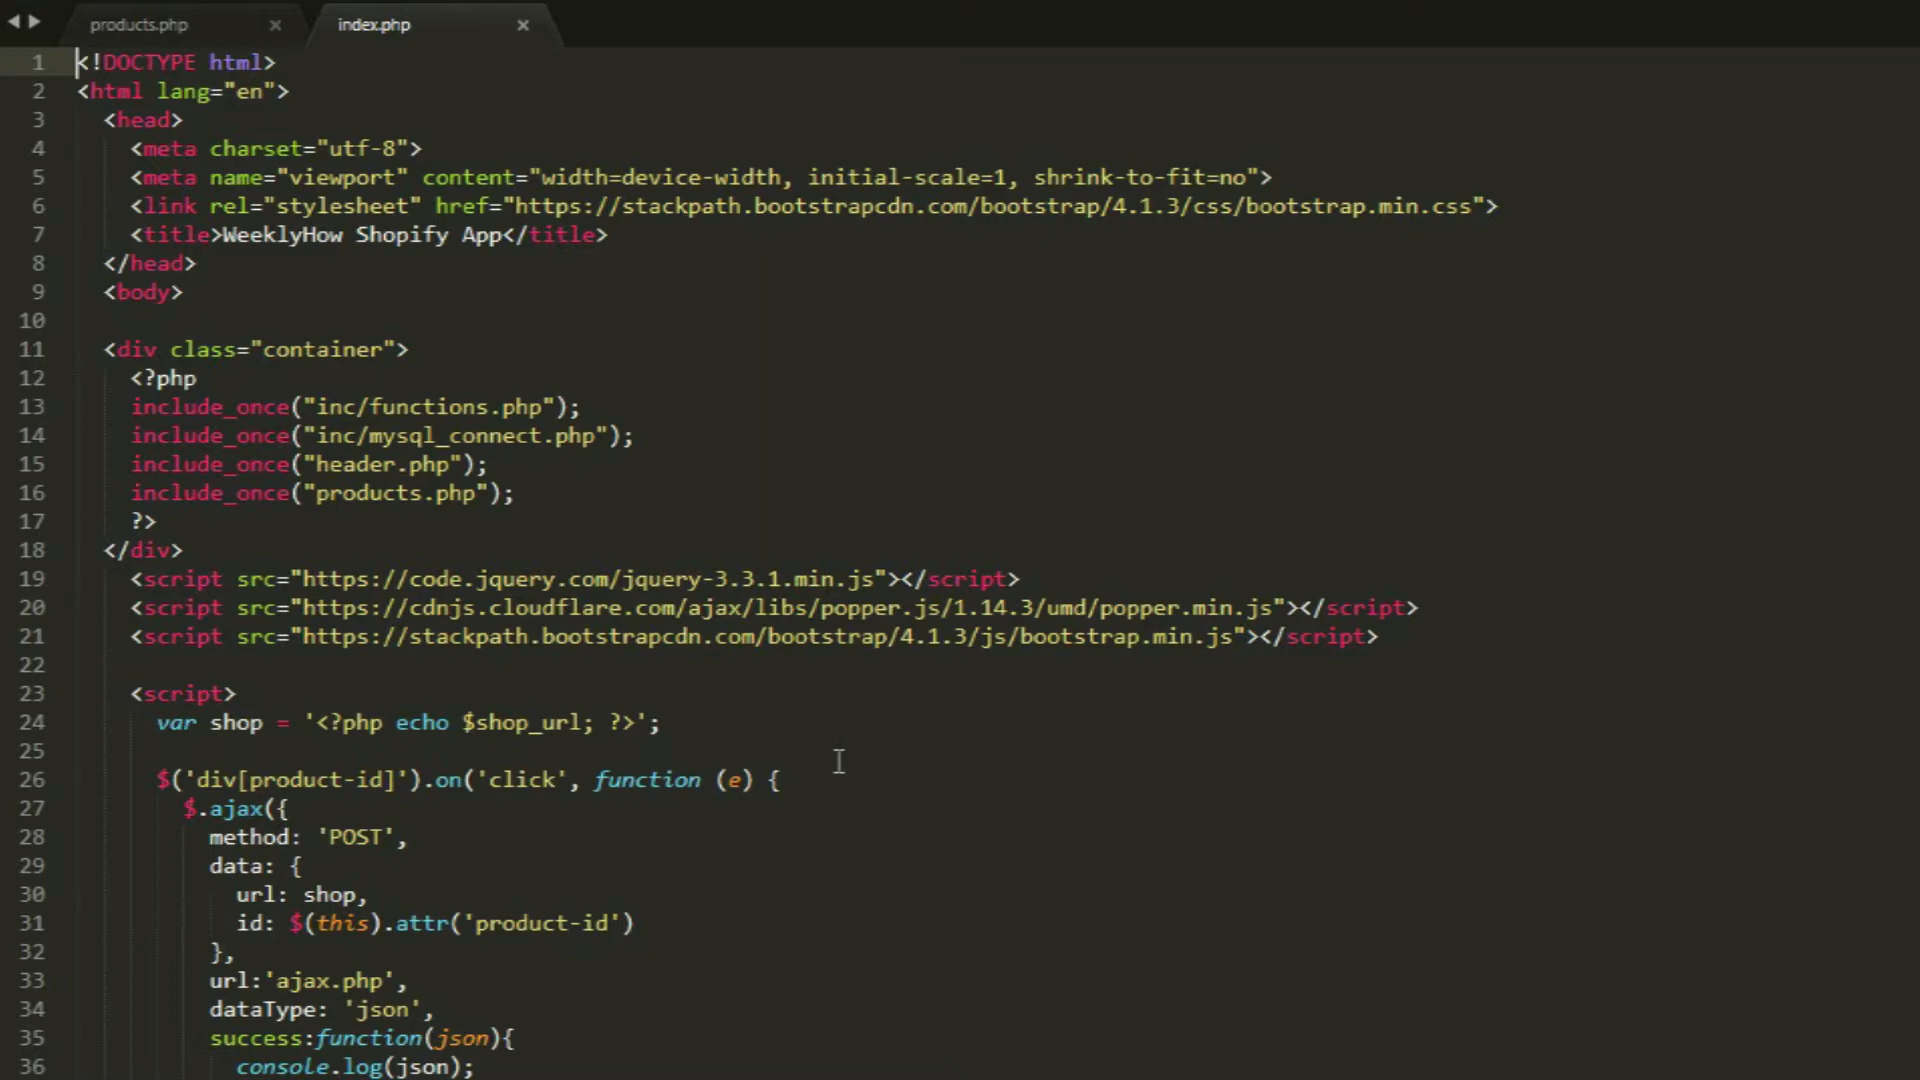 products.php × index.php ×
1 <!DOCTYPE html>
2 <html lang="en">
3 <head>
4 <meta charset="utf-8">
5 <meta name="viewport" content="width=device-width, initial-scale=1, shrink-to-fit=no">
6 <link rel="stylesheet" href="https://stackpath.bootstrapcdn.com/bootstrap/4.1.3/css/bootstrap.min.css">
7 <title>WeeklyHow Shopify App</title>
8 </head>
9 <body>
10
11 <div class="container">
12 <?php
13 include_once("inc/functions.php");
14 include_once("inc/mysql_connect.php");
15 include_once("header.php");
16 include_once("products.php");
17 ?>
18 </div>
19 <script src="https://code.jquery.com/jquery-3.3.1.min.js"></script>
20 <script src="https://cdnjs.cloudflare.com/ajax/libs/popper.js/1.14.3/umd/popper.min.js"></script>
21 <script src="https://stackpath.bootstrapcdn.com/bootstrap/4.1.3/js/bootstrap.min.js"></script>
22
23 <script>
24 var shop = '<?php echo $shop_url; ?>';
25
26 $('div[product-id]').on('click', function (e) {
27 $.ajax({
28 method: 'POST',
29 data: {
30 url: shop,
31 id: $(this).attr('product-id')
32 },
33 url:'ajax.php',
34 dataType: 'json',
35 success:function(json){
36 console.log(json);